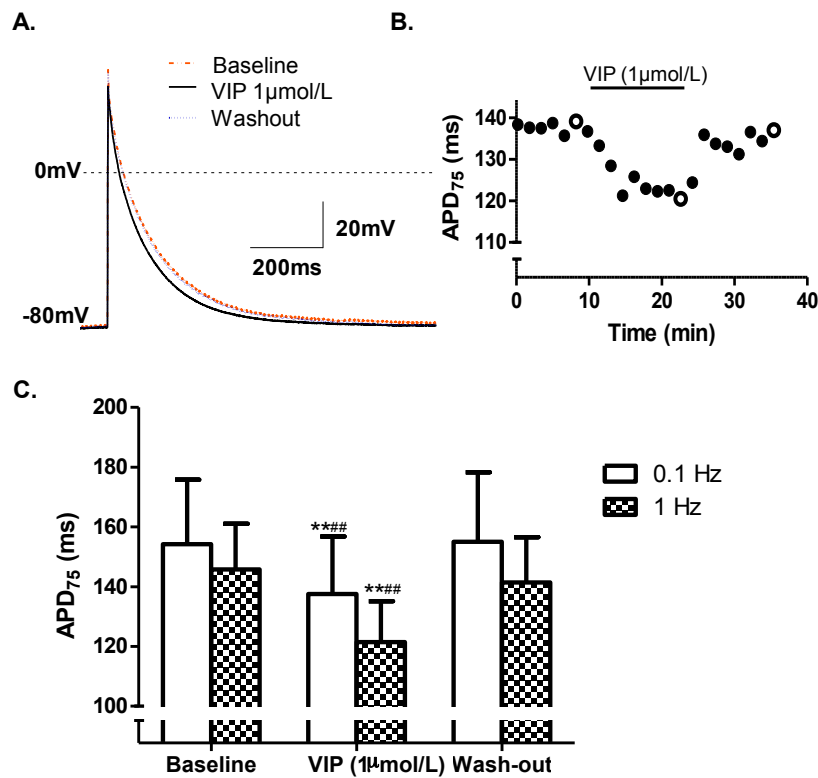 A.
Baseline
VIP 1µmol/L
Washout
0mV
20mV
200ms
-80mV
B.
VIP (1µmol/L)
APD75 (ms)
140
130
120
110
0 10 20 30 40
Time (min)
C.
APD75 (ms)
200
180
160
140
120
100
**##
**##
0.1 Hz
1 Hz
Baseline VIP (1µmol/L) Wash-out